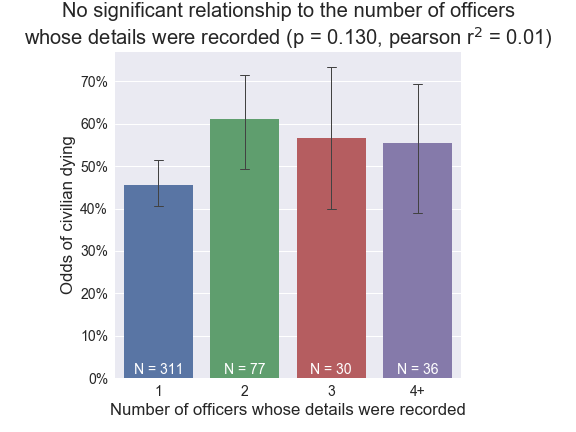 No significant relationship to the number of officers
whose details were recorded (p = 0.130, pearson r² = 0.01)
Odds of civilian dying
70%
60%
50%
40%
30%
20%
10%
0%
N = 311
N = 77
N = 30
N = 36
1
2
3
4+
Number of officers whose details were recorded